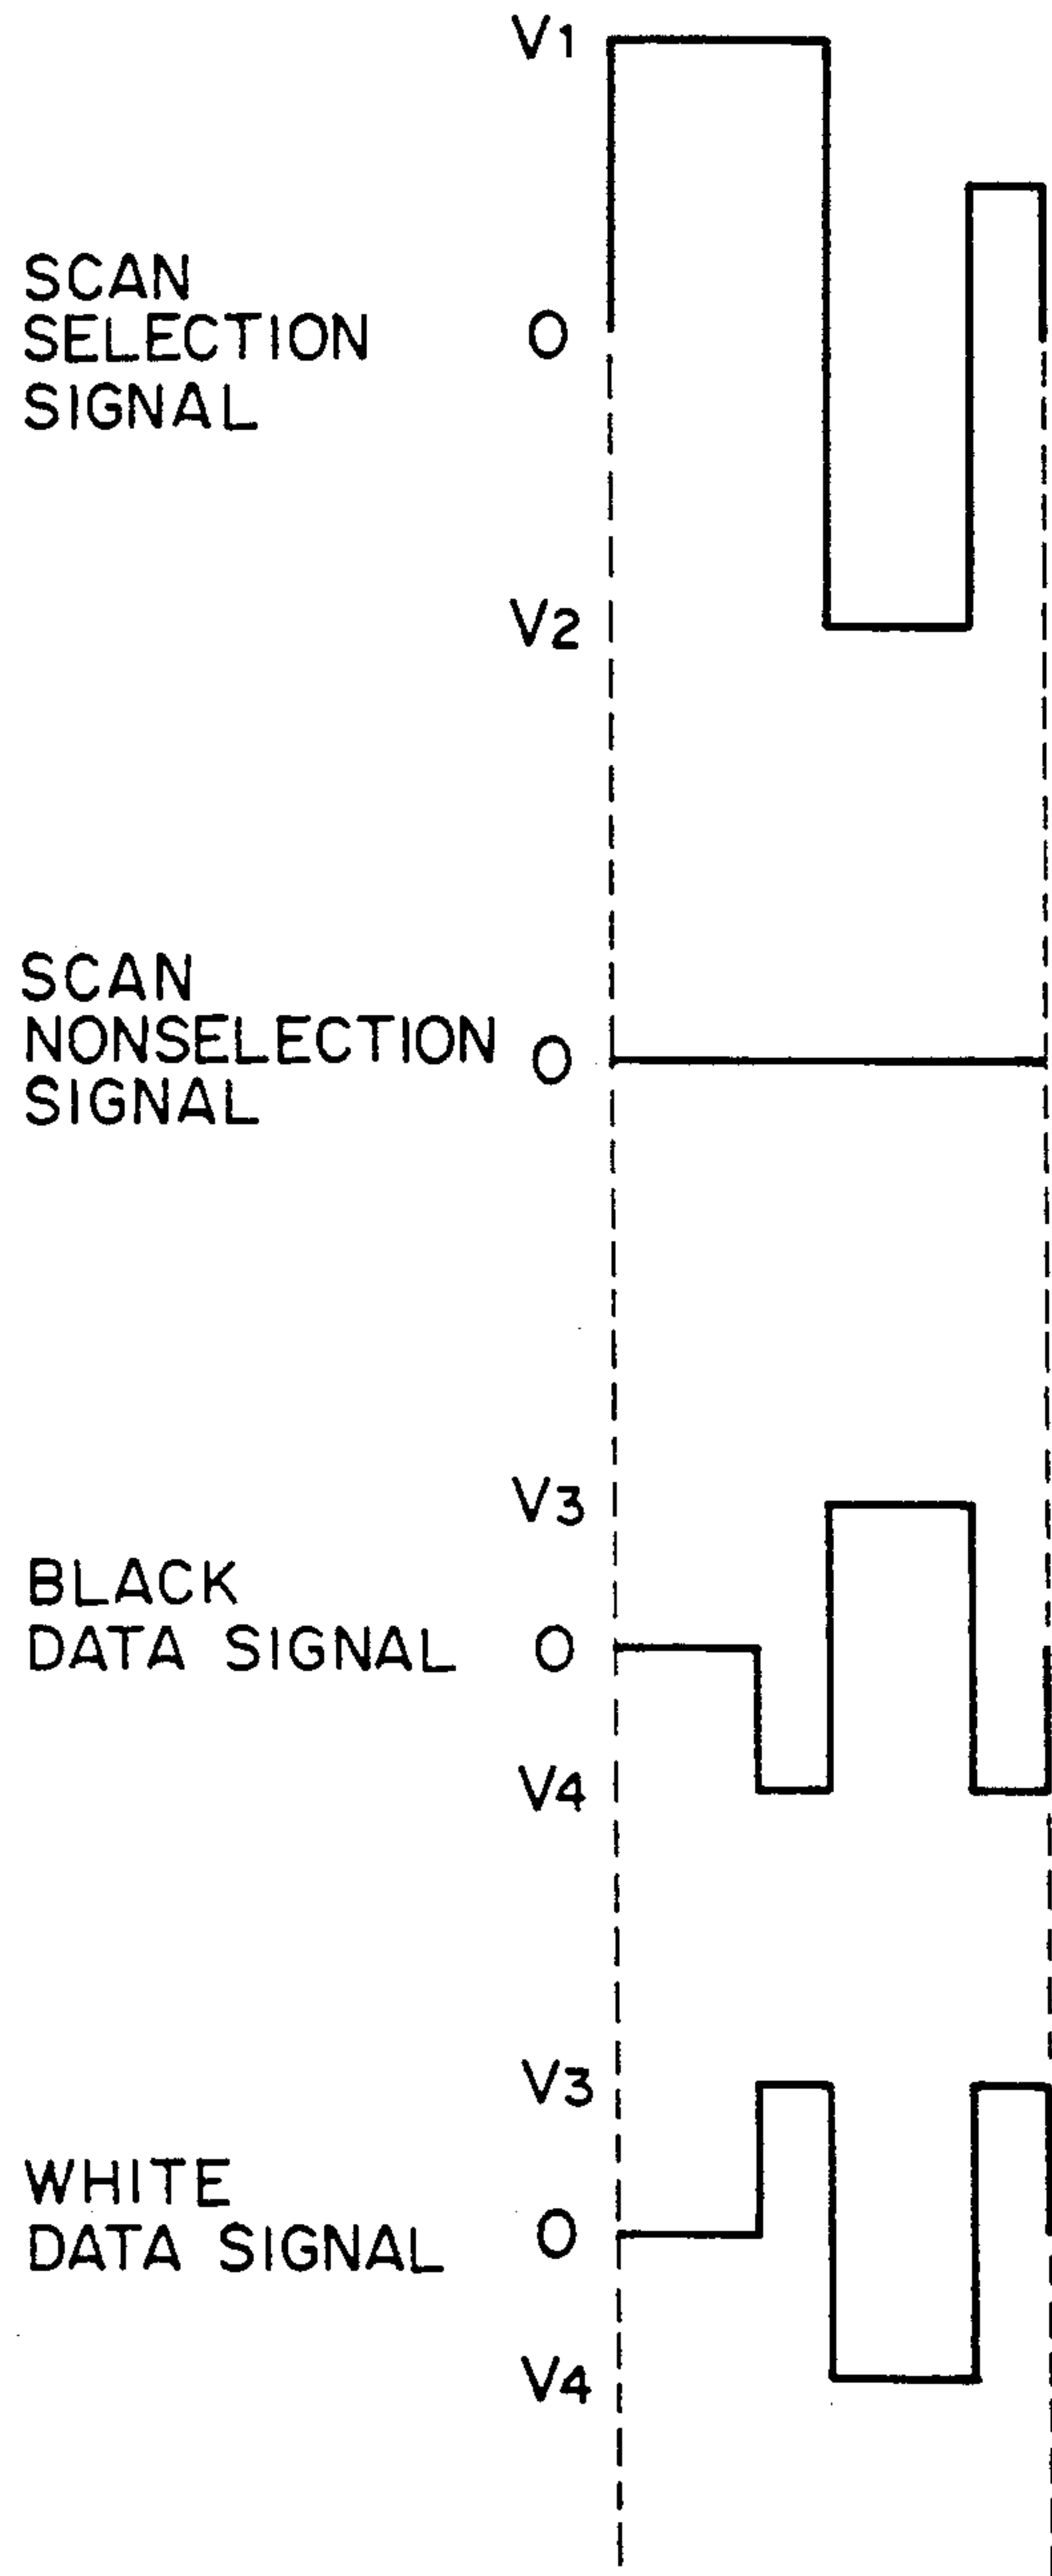 V1
SCAN
SELECTION
SIGNAL
0
V2
SCAN
NONSELECTION
SIGNAL
0
V3
BLACK
DATA SIGNAL
0
V4
V3
WHITE
DATA SIGNAL
0
V4